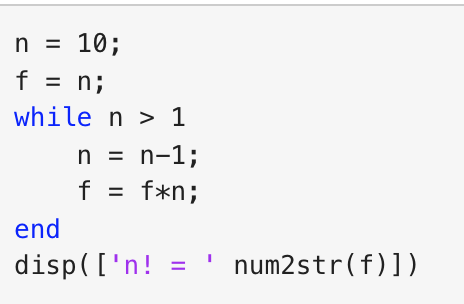 n = 10;
f = n;
while n > 1
    n = n-1;
    f = f*n;
end
disp(['n! = ' num2str(f)])